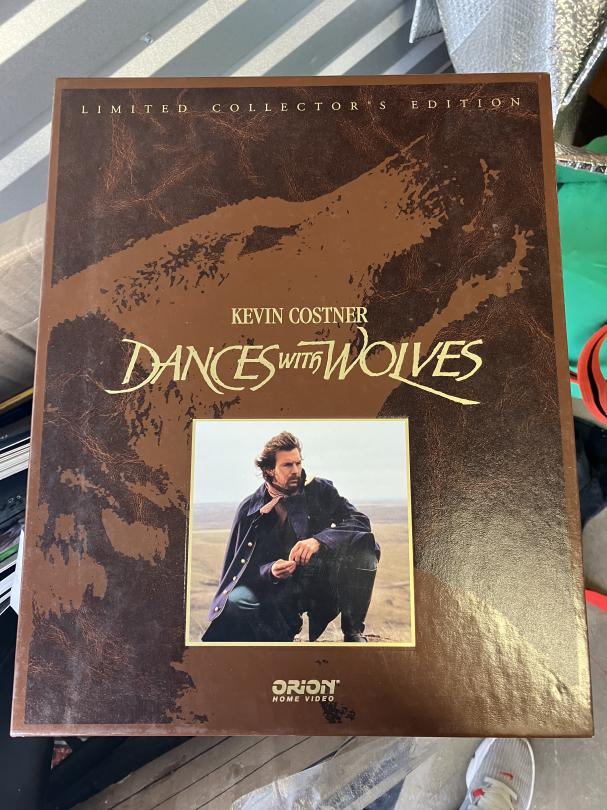 LIMITED COLLECTOR'S EDITION
KEVIN COSTNER
DANCES WITH WOLVES
ORION
HOME VIDEO